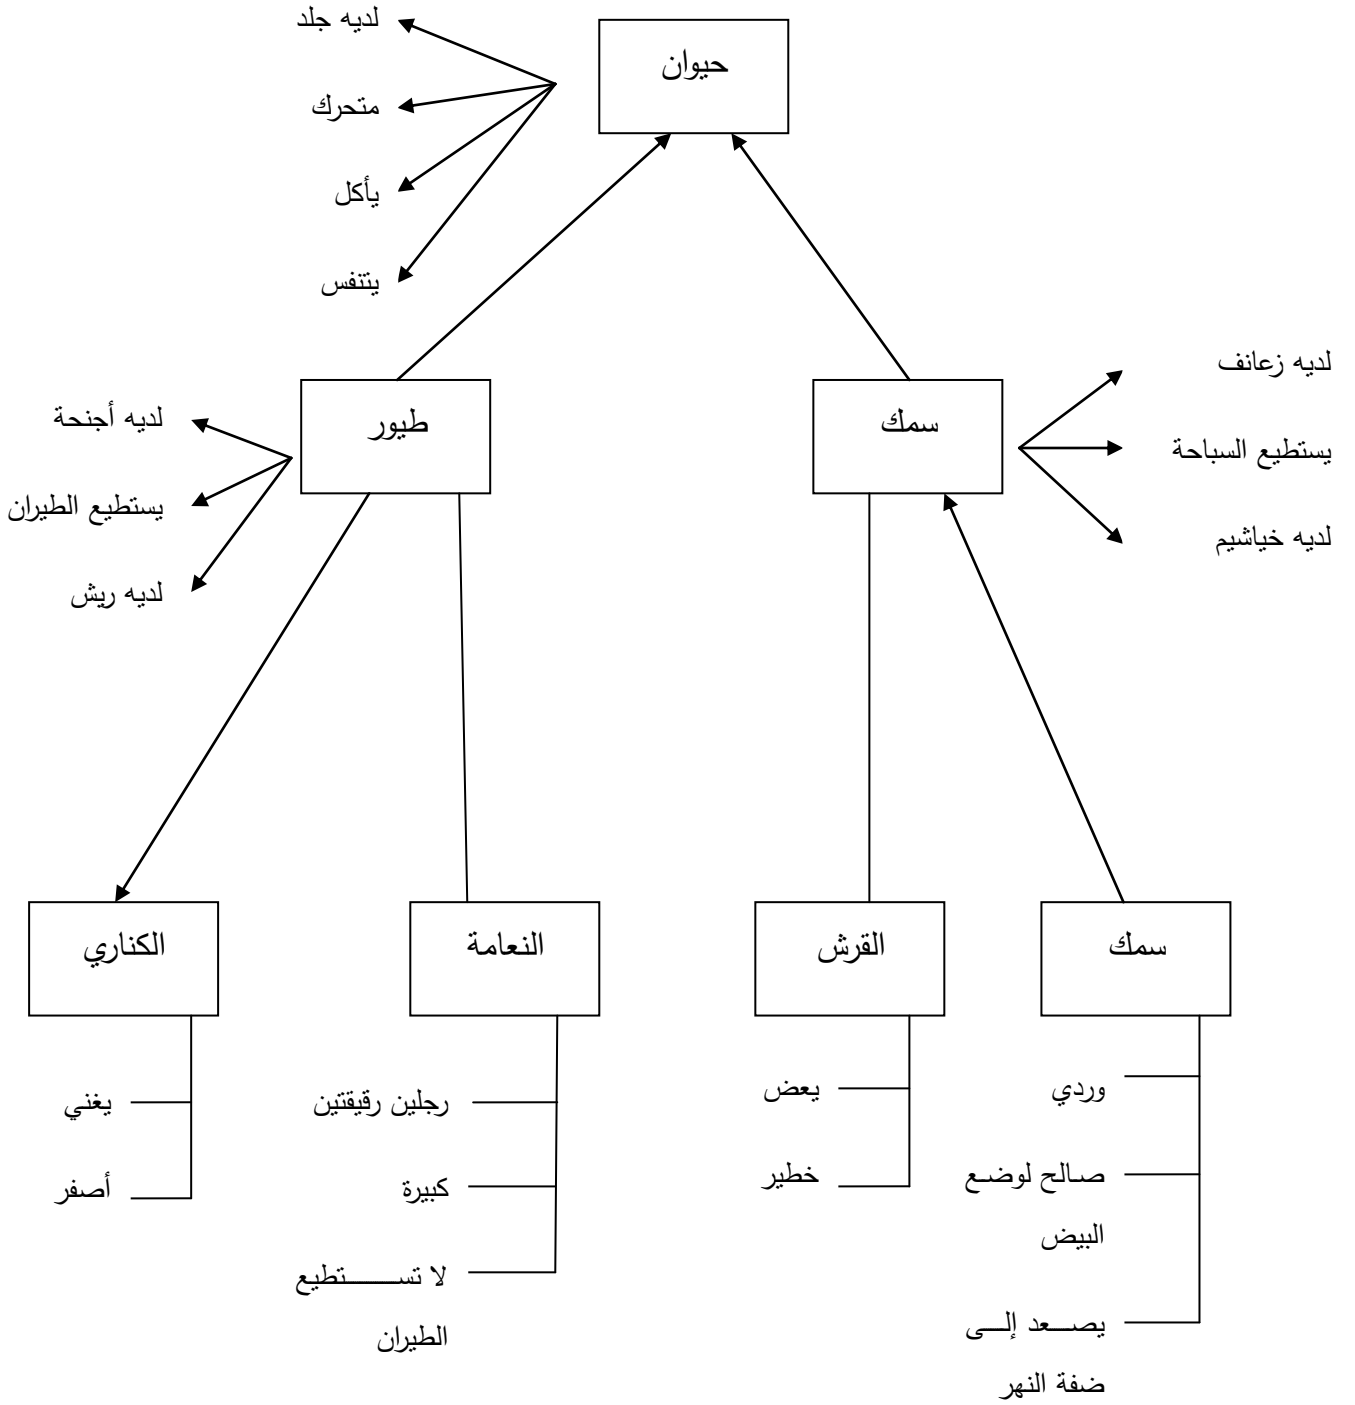 حيوان
لديه جلد
متحرك
يأكل
يتنفس
سمك
لديه زعانف
يستطيع السباحة
لديه خياشيم
طيور
لديه أجنحة
يستطيع الطيران
لديه ريش
سمك
وردي
صالح لوضع
البيض
يصعد إلى
ضفة النهر
القرش
يعض
خطير
النعامة
رجلين رقيقتين
كبيرة
لا تستطيع
الطيران
الكناري
يغني
أصفر